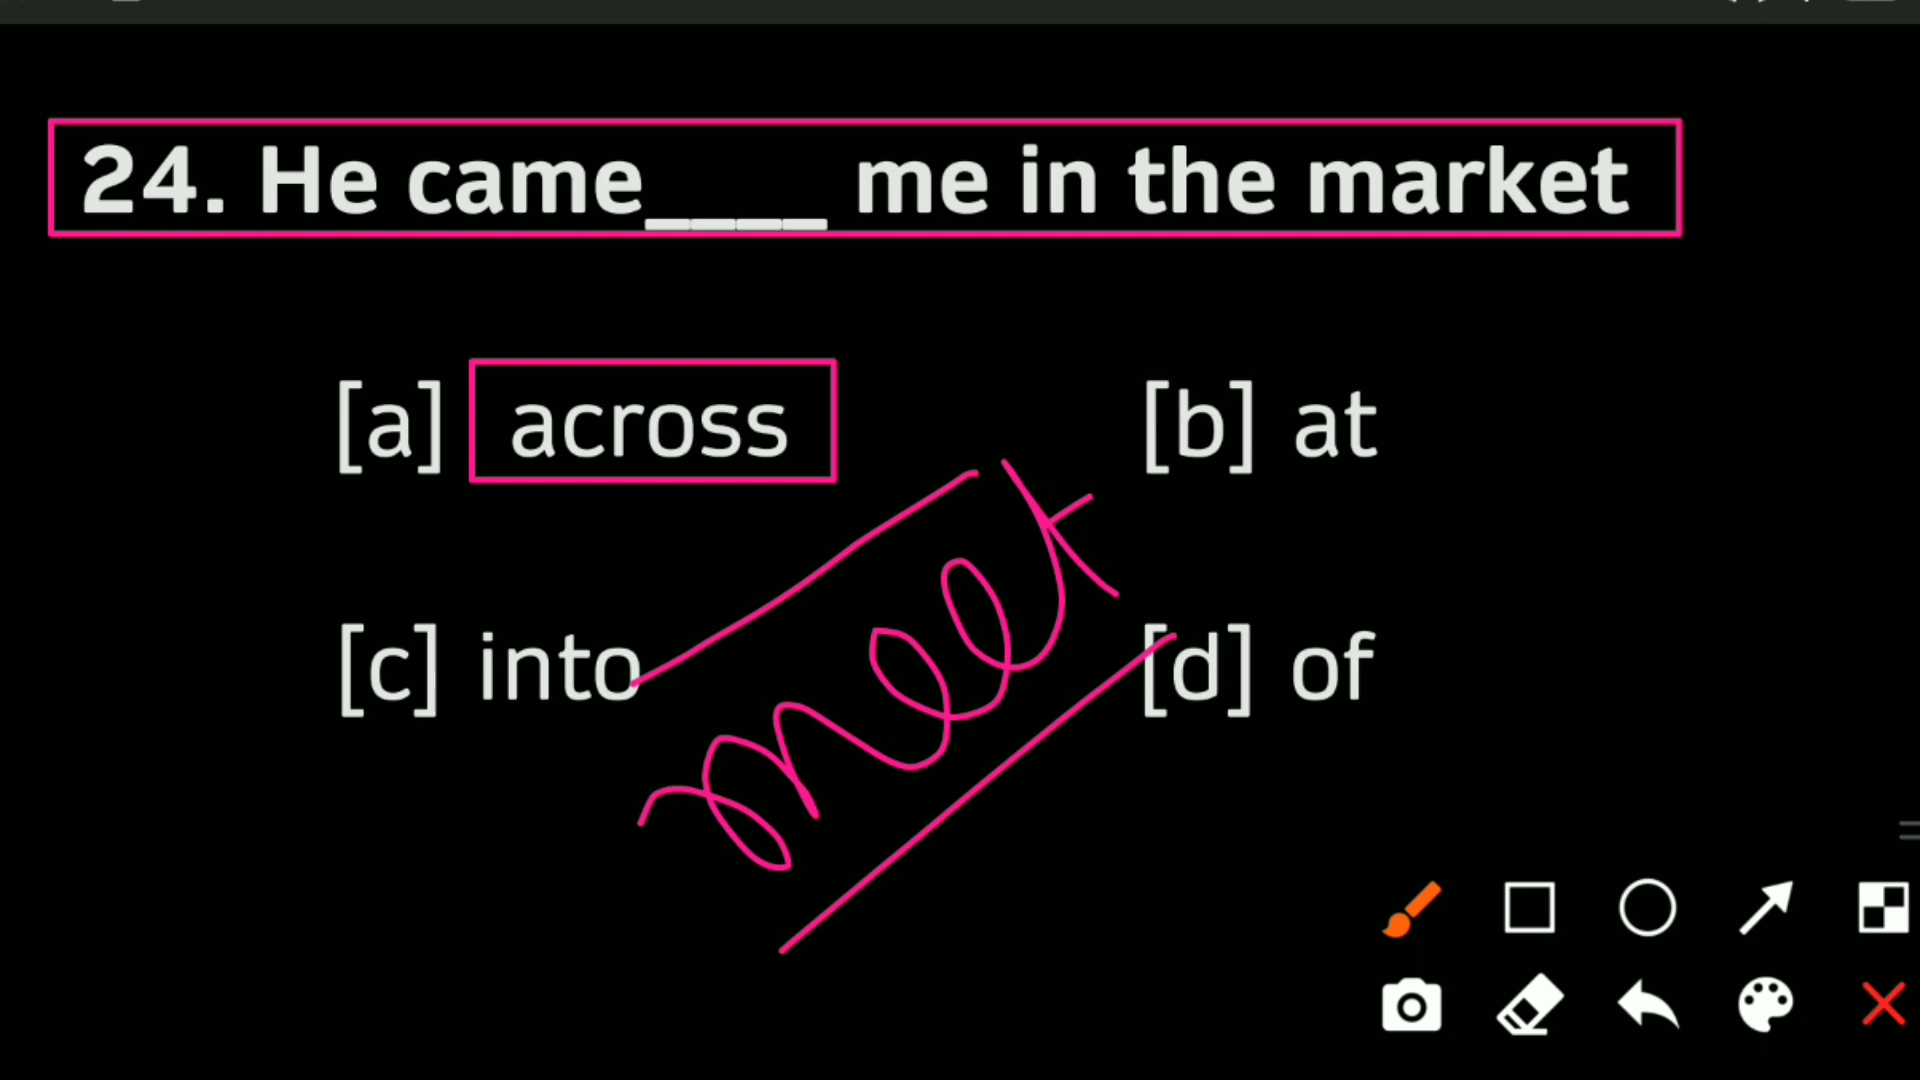 24. He came____ me in the market
[a] across
[b] at
[c] into
[d] of
meet